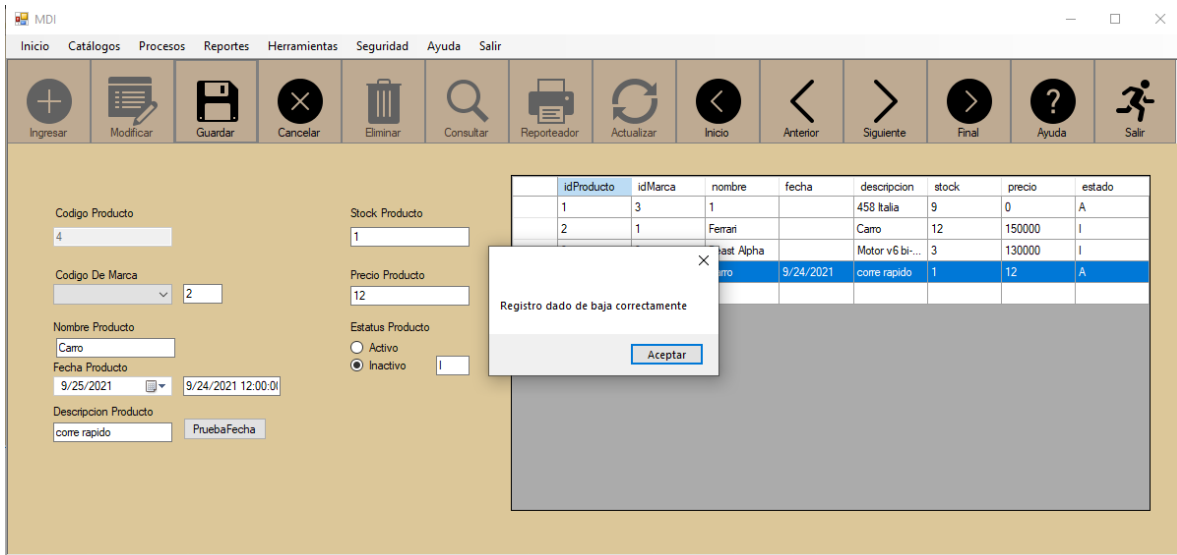 MDI
Inicio Catálogos Procesos Reportes Herramientas Seguridad Ayuda Salir
Ingresar Modificar Guardar Cancelar Eliminar Consultar Reporteador Actualizar Inicio Anterior Siguiente Final Ayuda Salir
idProducto idMarca nombre fecha descripcion stock precio estado
1 3 1 458 Italia 9 0 A
2 1 Ferrari Carro 12 150000 I
Alpha Motor v6 bi-... 3 130000 I
9/24/2021 corre rapido 1 12 A
Codigo Producto
4
Codigo De Marca
2
Nombre Producto
Carro
Fecha Producto
9/25/2021 9/24/2021 12:00:0
Descripcion Producto
corre rapido PruebaFecha
Stock Producto
1
Precio Producto
12
Estatus Producto
Activo
Inactivo I
Registro dado de baja correctamente
Aceptar